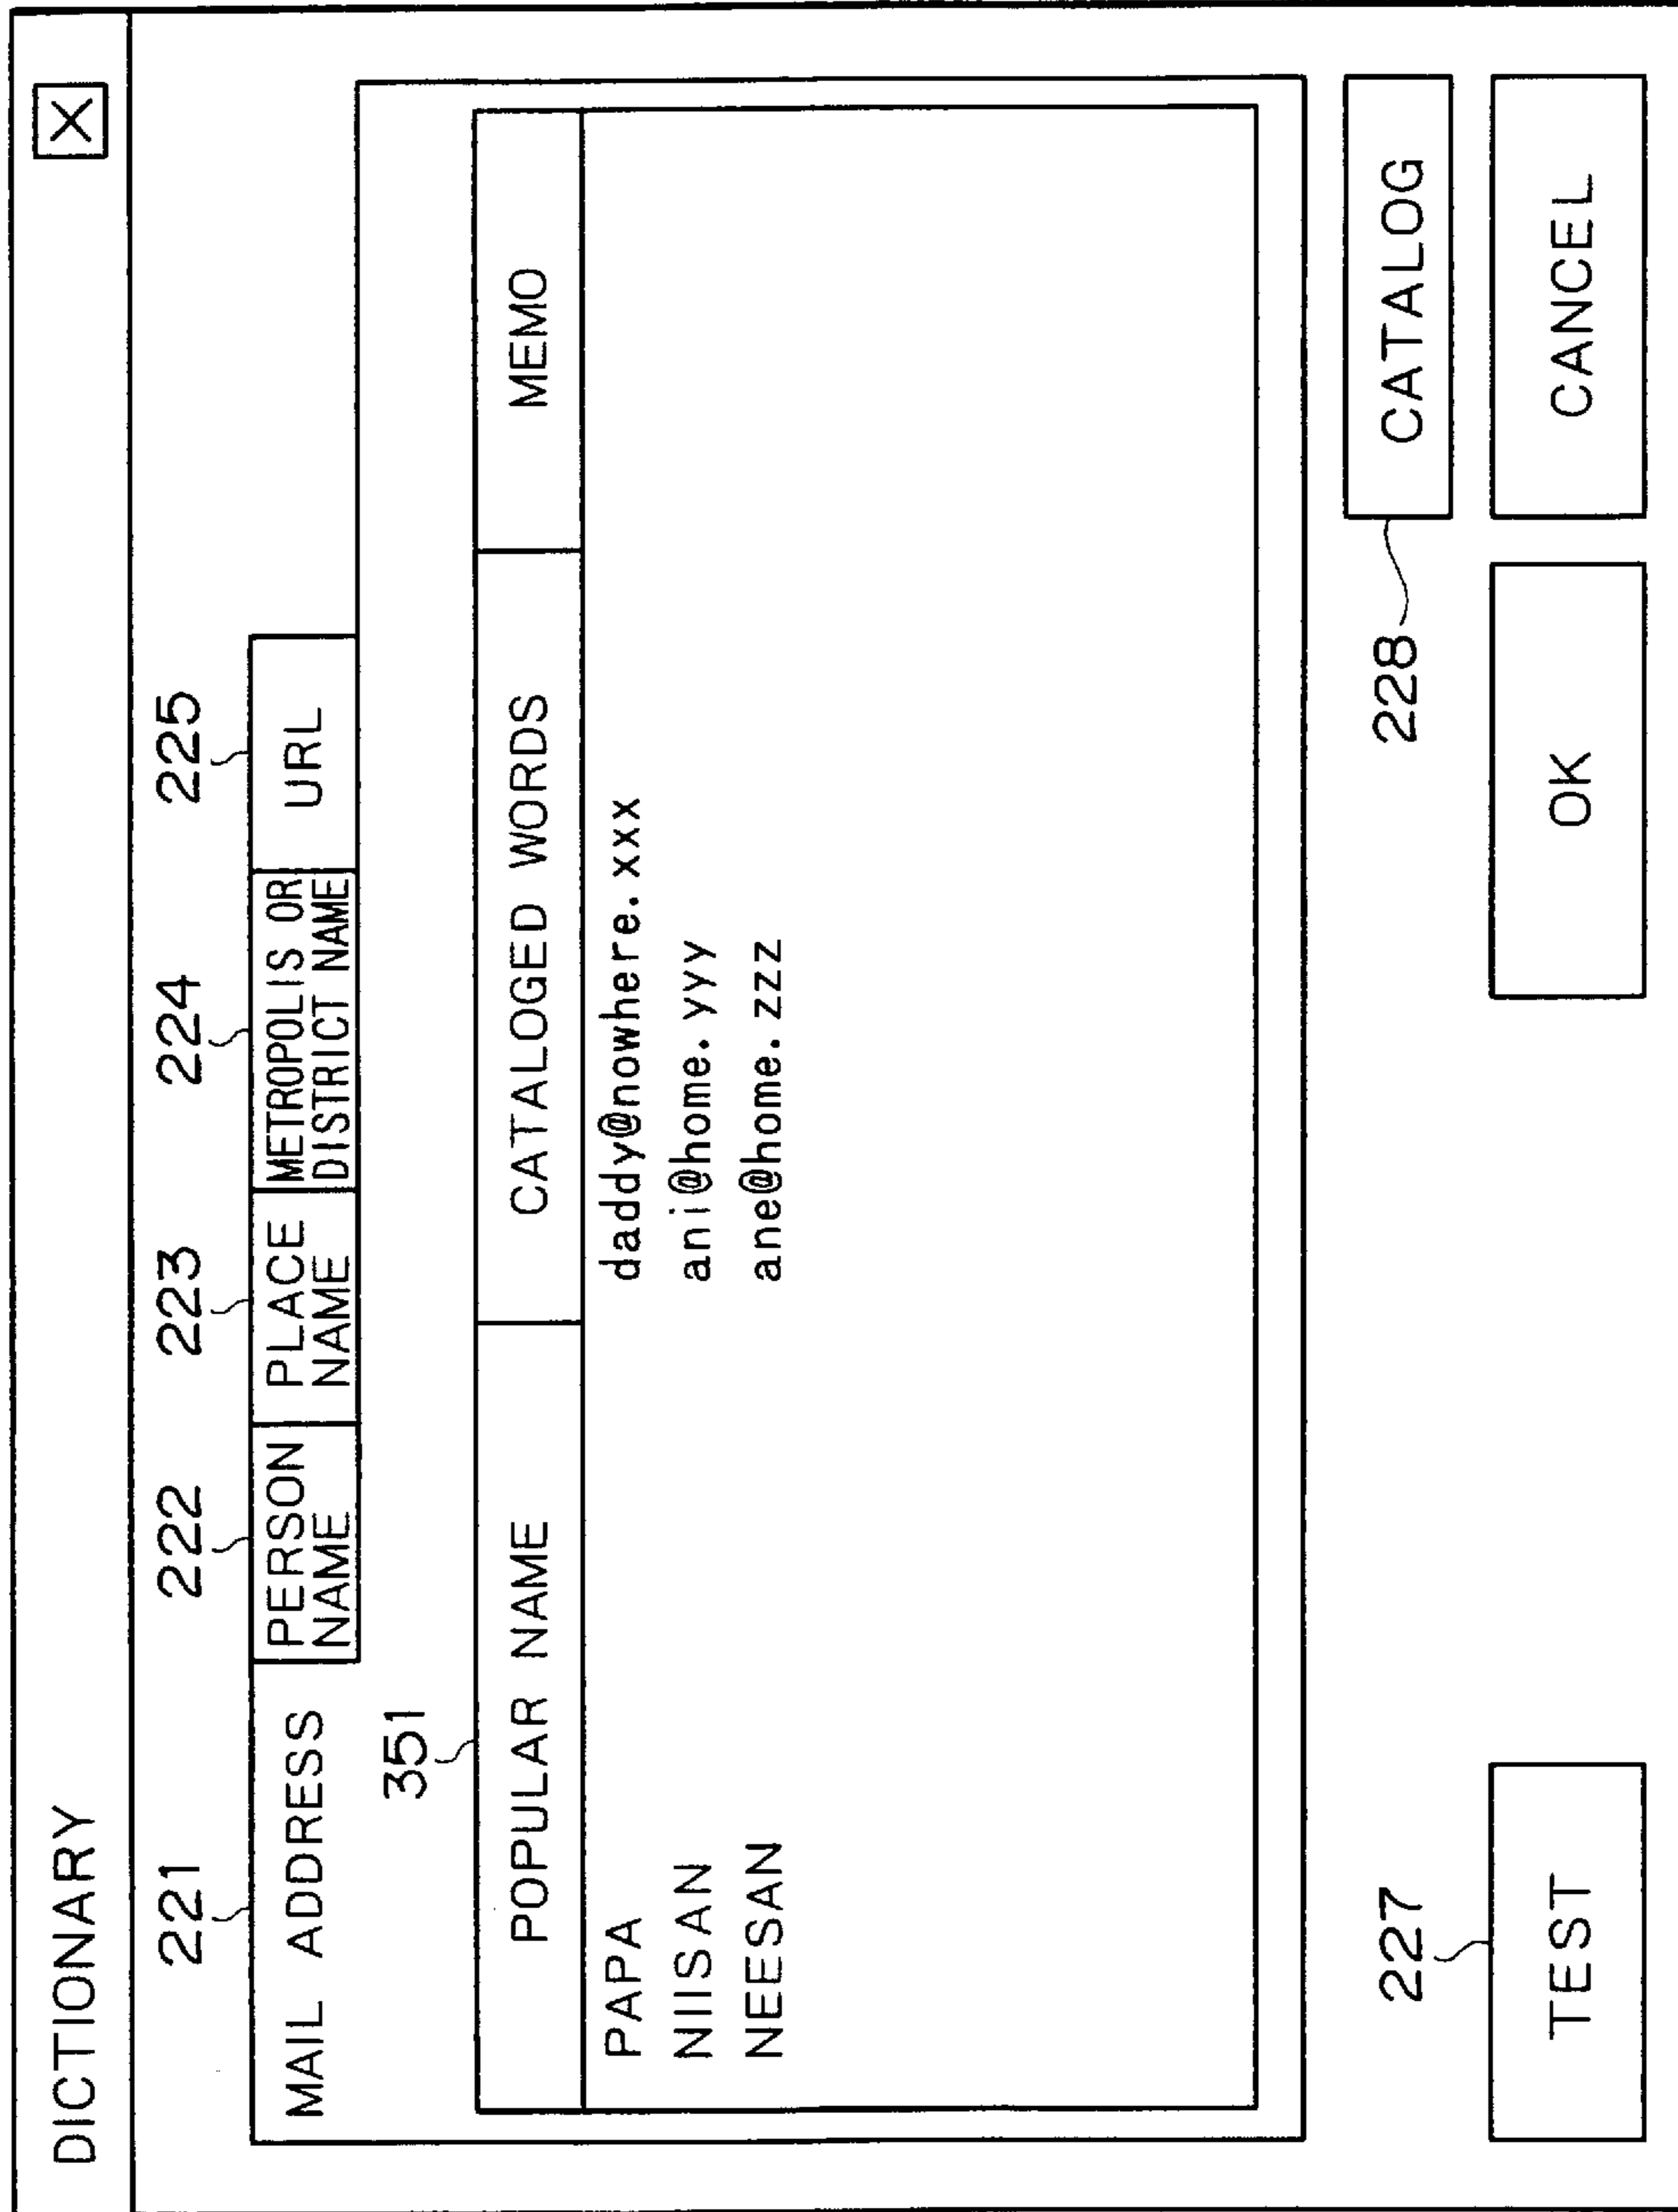 DICTIONARY X
221 222 223 224 225
MAIL ADDRESS
PERSON NAME
PLACE NAME
METROPOLIS OR DISTRICT NAME
URL
351
POPULAR NAME CATALOGED WORDS MEMO
PAPA daddy@nowhere.xxx
NIISAN ani@home.yyy
NEESAN ane@home.zzz
228 CATALOG
227
TEST OK CANCEL